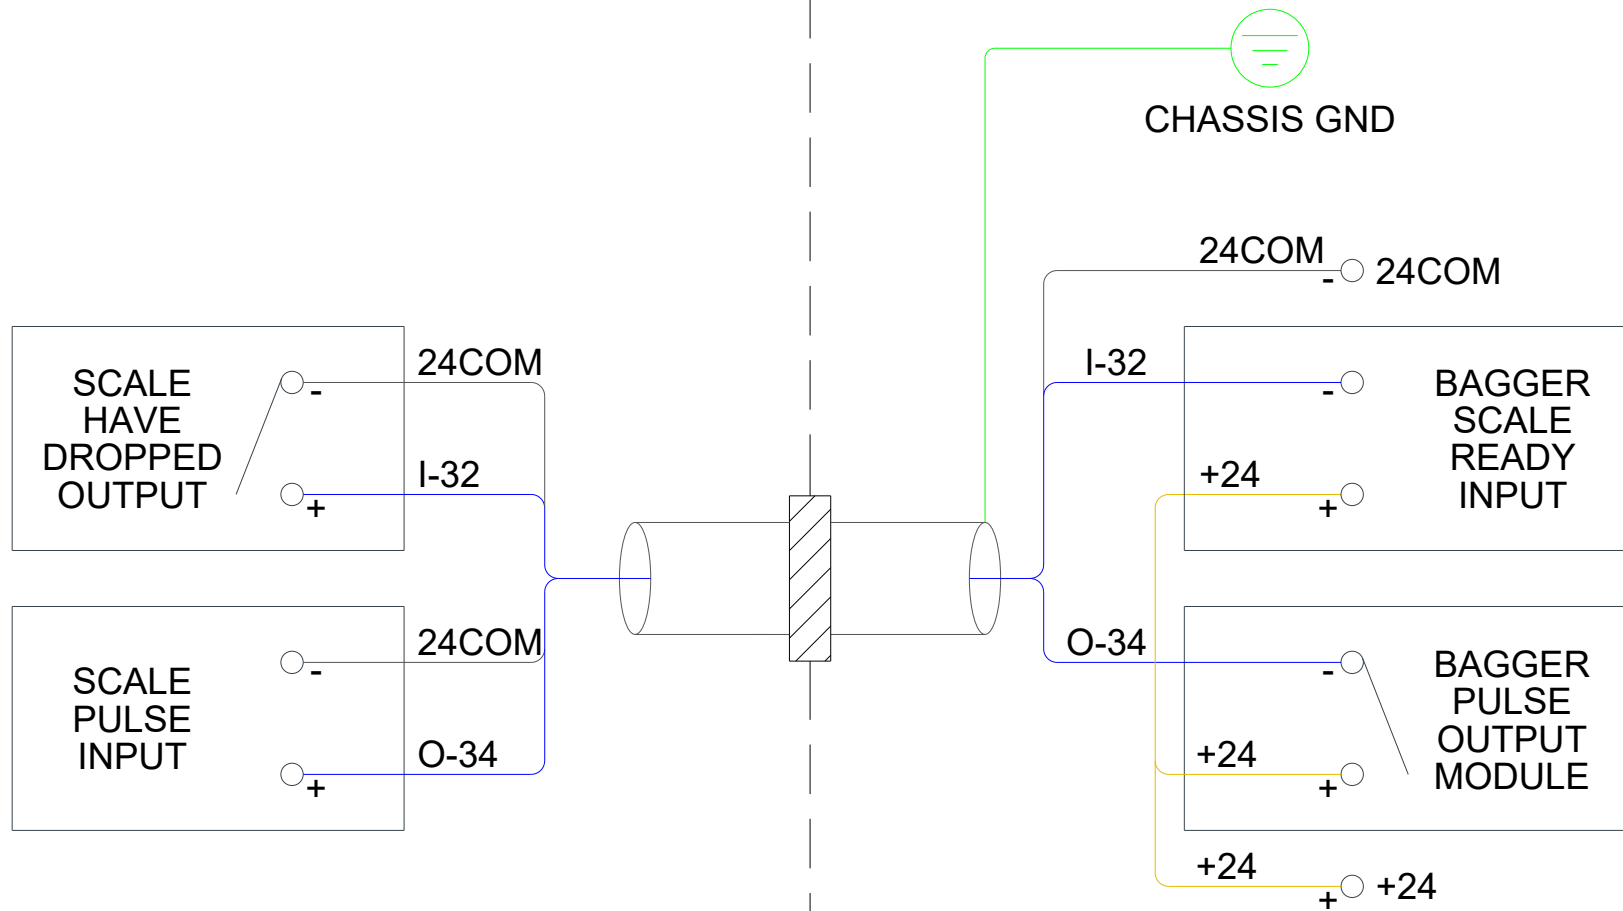 CHASSIS GND
24COM
- 24COM
24COM
-
SCALE
HAVE
DROPPED
OUTPUT
I-32
+
I-32
-
BAGGER
SCALE
READY
INPUT
+24
+
24COM
-
SCALE
PULSE
INPUT
O-34
+
O-34
-
BAGGER
PULSE
OUTPUT
MODULE
+24
+
+24
+ +24